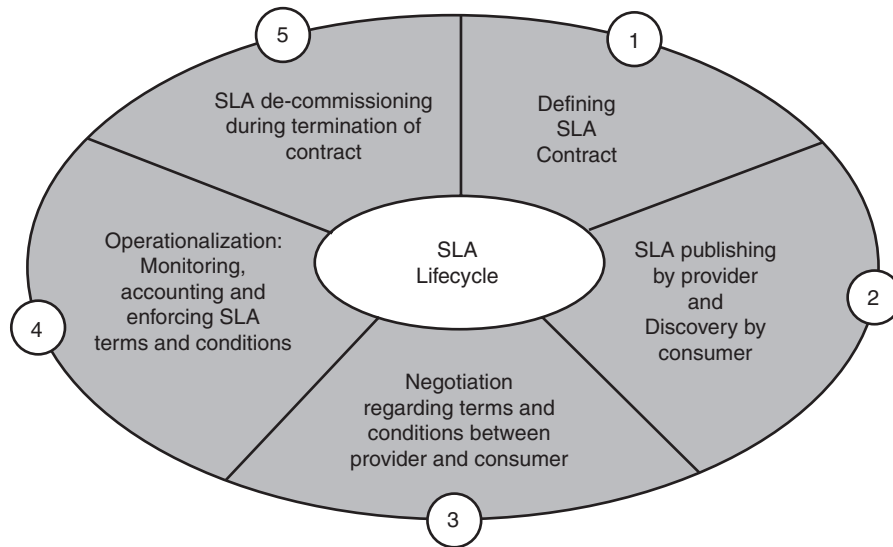 5
SLA de-commissioning
during termination of
contract
1
Defining
SLA
Contract
SLA
Lifecycle
Operationalization:
Monitoring,
accounting and
enforcing SLA
terms and conditions
4
SLA publishing
by provider
and
Discovery by
consumer
2
Negotiation
regarding terms and
conditions between
provider and consumer
3